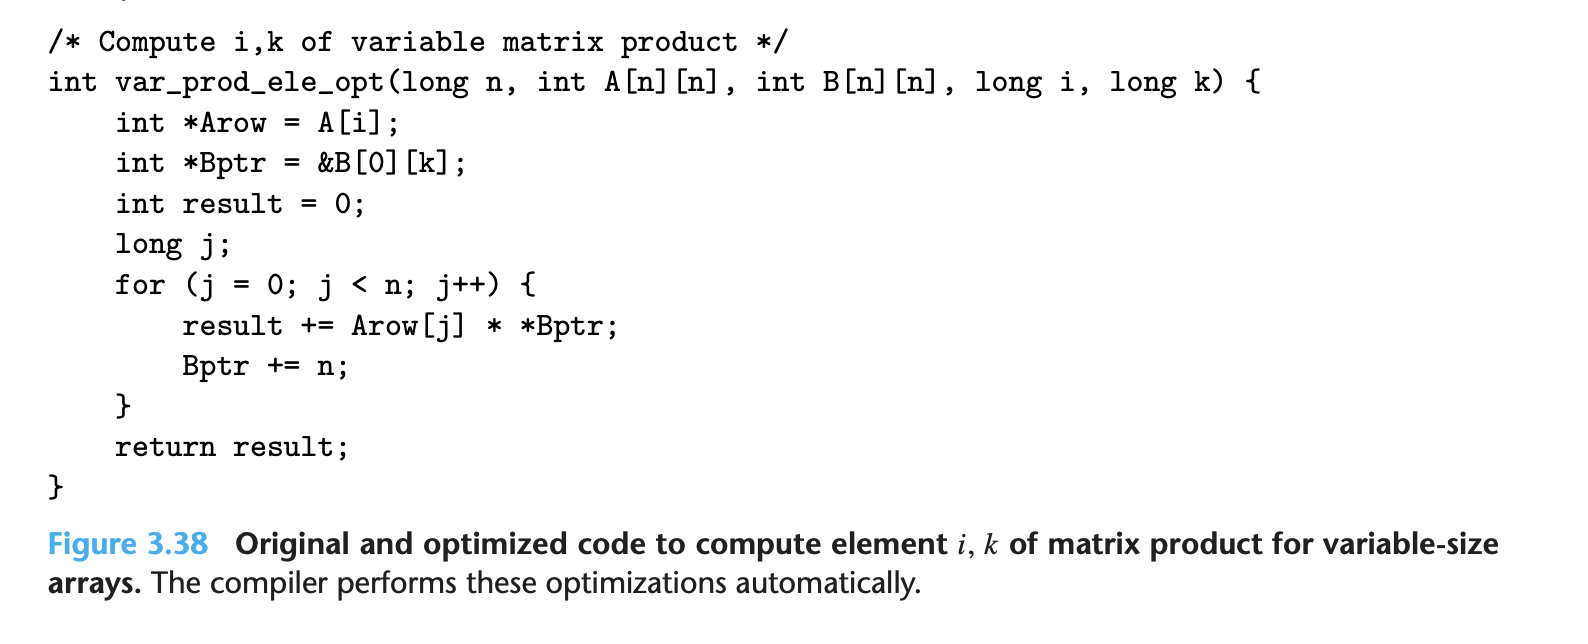 /* Compute i,k of variable matrix product */
int var_prod_ele_opt(long n, int A[n][n], int B[n][n], long i, long k) {
    int *Arow = A[i];
    int *Bptr = &B[0][k];
    int result = 0;
    long j;
    for (j = 0; j < n; j++) {
        result += Arow[j] * *Bptr;
        Bptr += n;
    }
    return result;
}
Figure 3.38 Original and optimized code to compute element i, k of matrix product for variable-size
arrays. The compiler performs these optimizations automatically.